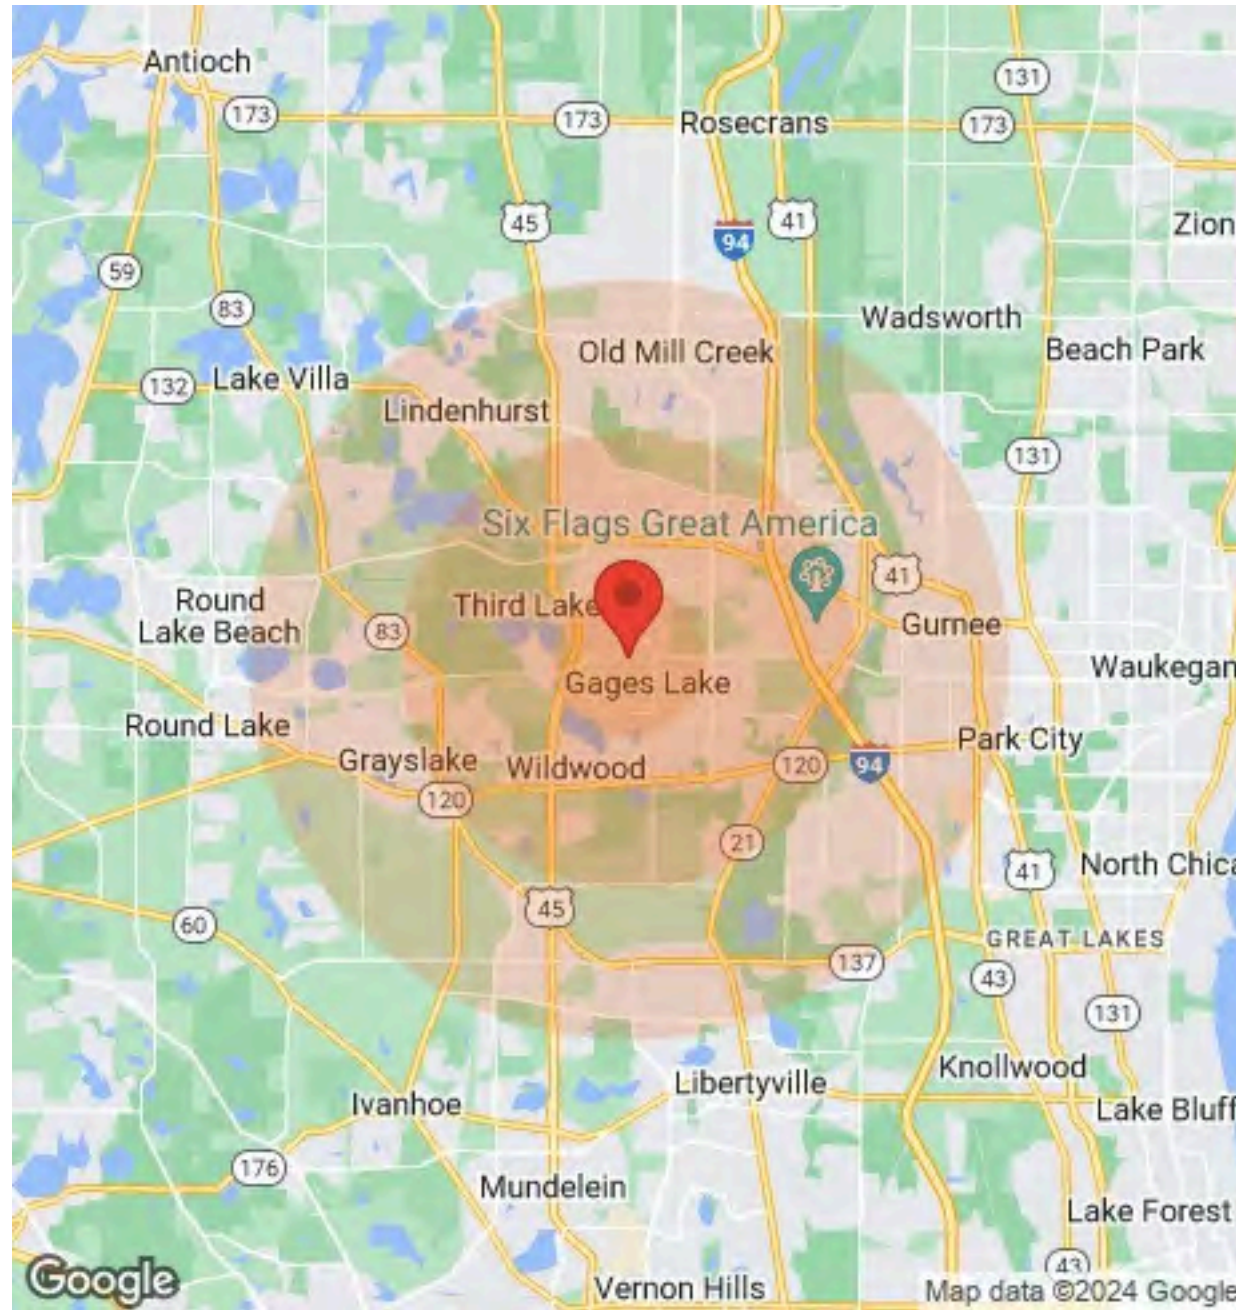 Antioch
131
173
173
Rosecrans
173
45
41
Zion
94
59
83
Wadsworth
Old Mill Creek
Beach Park
132
Lake Villa
Lindenhurst
131
Six Flags Great America
41
Round
Lake Beach
Third Lake
83
Gurnee
Waukegan
Gages Lake
Round Lake
Park City
Grayslake
Wildwood
120
94
120
21
41
North Chica
45
60
GREAT LAKES
137
43
131
Knollwood
Libertyville
Ivanhoe
Lake Bluff
176
Mundelein
Lake Forest
43
Google
Vernon Hills
Map data ©2024 Google